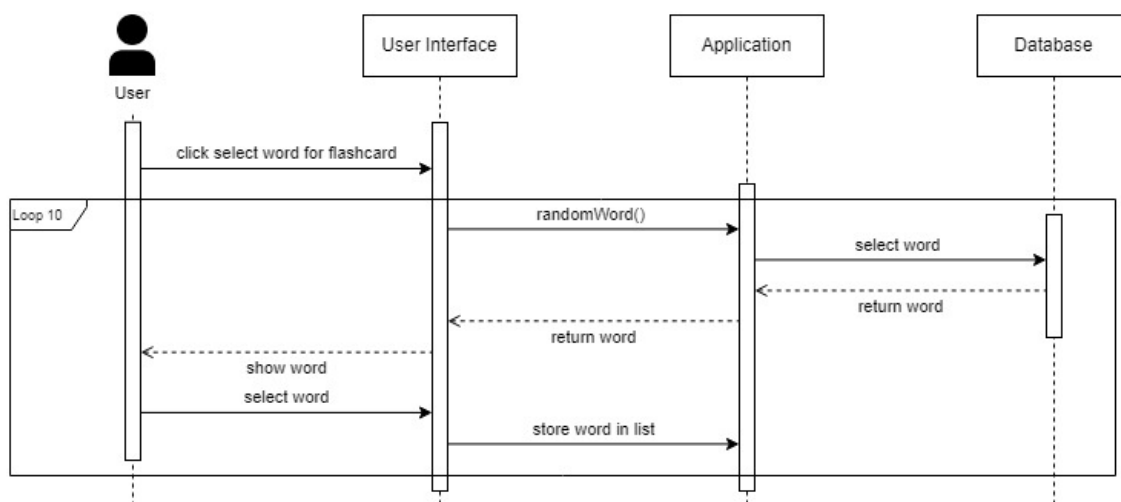 User
User Interface
Application
Database
click select word for flashcard
Loop 10
randomWord()
select word
return word
return word
show word
select word
store word in list